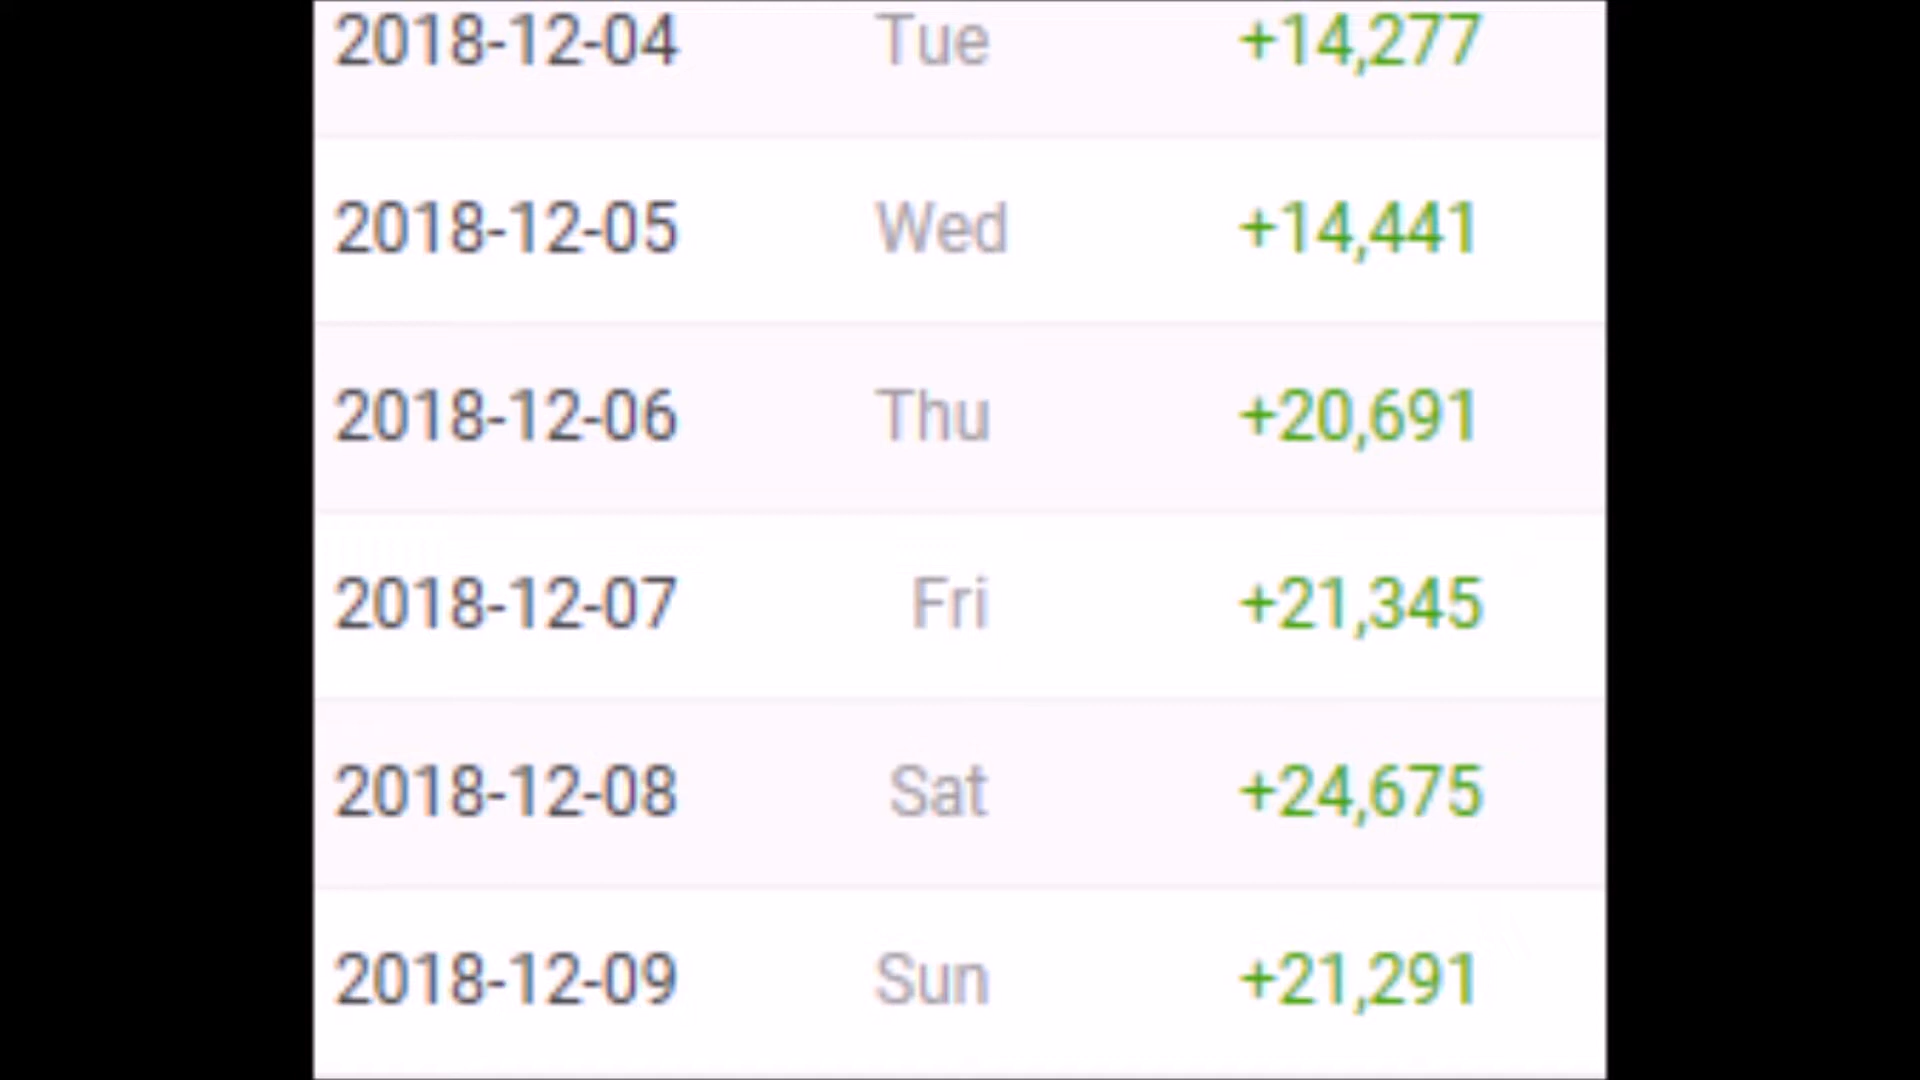 2018-12-04 Tue +14,277
2018-12-05 Wed +14,441
2018-12-06 Thu +20,691
2018-12-07 Fri +21,345
2018-12-08 Sat +24,675
2018-12-09 Sun +21,291